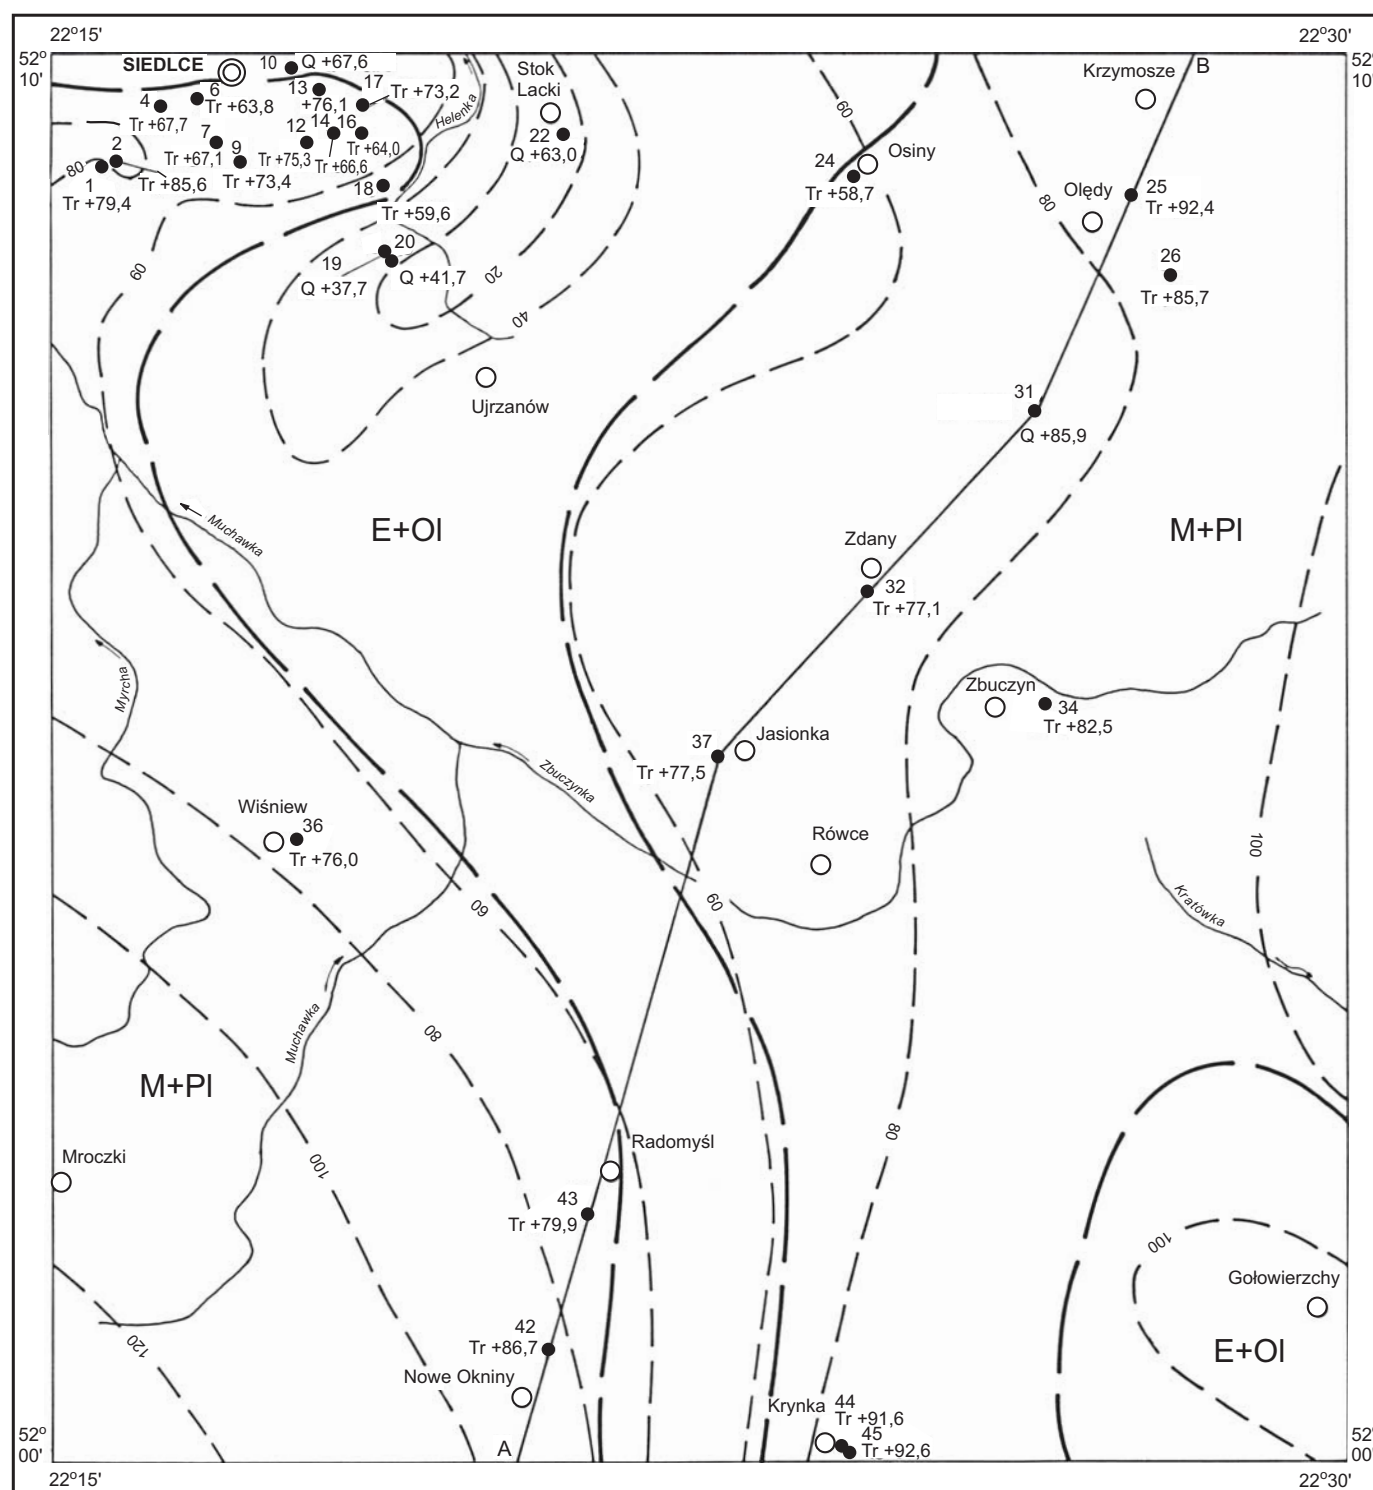 22°15'
22°30'
52°
10'
52°
10'
SIEDLCE
10
Q +67,6
Stok
Lacki
Krzymosze
B
4
6
Tr +63,8
13
+76,1
17
Tr +73,2
Helenka
60
Tr +67,7
7
12
14
16
22
Q +63,0
24
Osiny
2
9
Tr +67,1
Tr +75,3
Tr +66,6
Tr +64,0
Tr +58,7
80
1
Tr +85,6
Tr +73,4
18
80
Olędy
25
Tr +92,4
Tr +79,4
Tr +59,6
20
19
Q +41,7
Q +37,7
60
20
40
26
Tr +85,7
Ujrzanów
31
Q +85,9
E+Ol
M+Pl
Muchawka
Zdany
32
Tr +77,1
Myrcha
Zbuczyn
34
Tr +82,5
37
Jasionka
Tr +77,5
Zbuczynka
Wiśniew
36
Tr +76,0
Równce
100
60
60
Kratówka
80
Muchawka
M+Pl
80
Radomyśl
Mroczki
100
43
Tr +79,9
100
Gołowierzchy
120
42
Tr +86,7
E+Ol
Nowe Okniny
Krynka
44
Tr +91,6
45
Tr +92,6
A
52°
00'
52°
00'
22°15'
22°30'